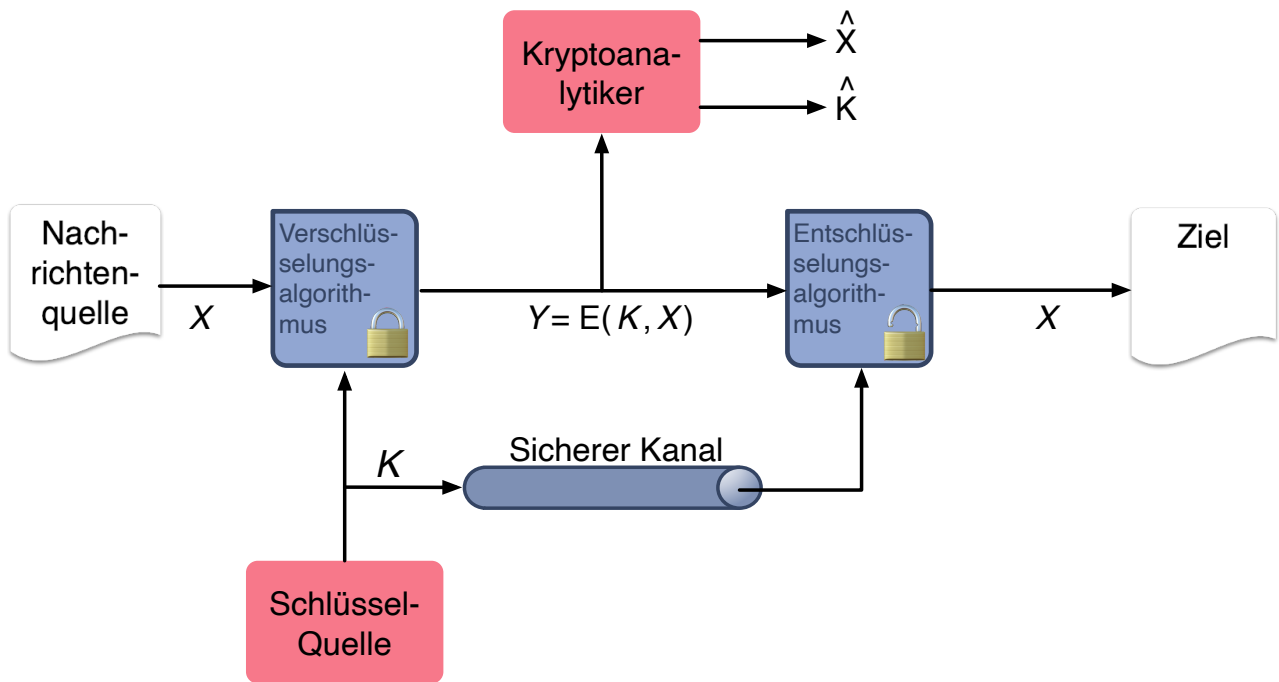 Kryptoana-
lytiker
X̂
K̂
Nach-
richten-
quelle
X
Verschlüs-
selungs-
algorith-
mus
Y = E(K, X)
Entschlüs-
selungs-
algorith-
mus
X
Ziel
K
Sicherer Kanal
Schlüssel-
Quelle